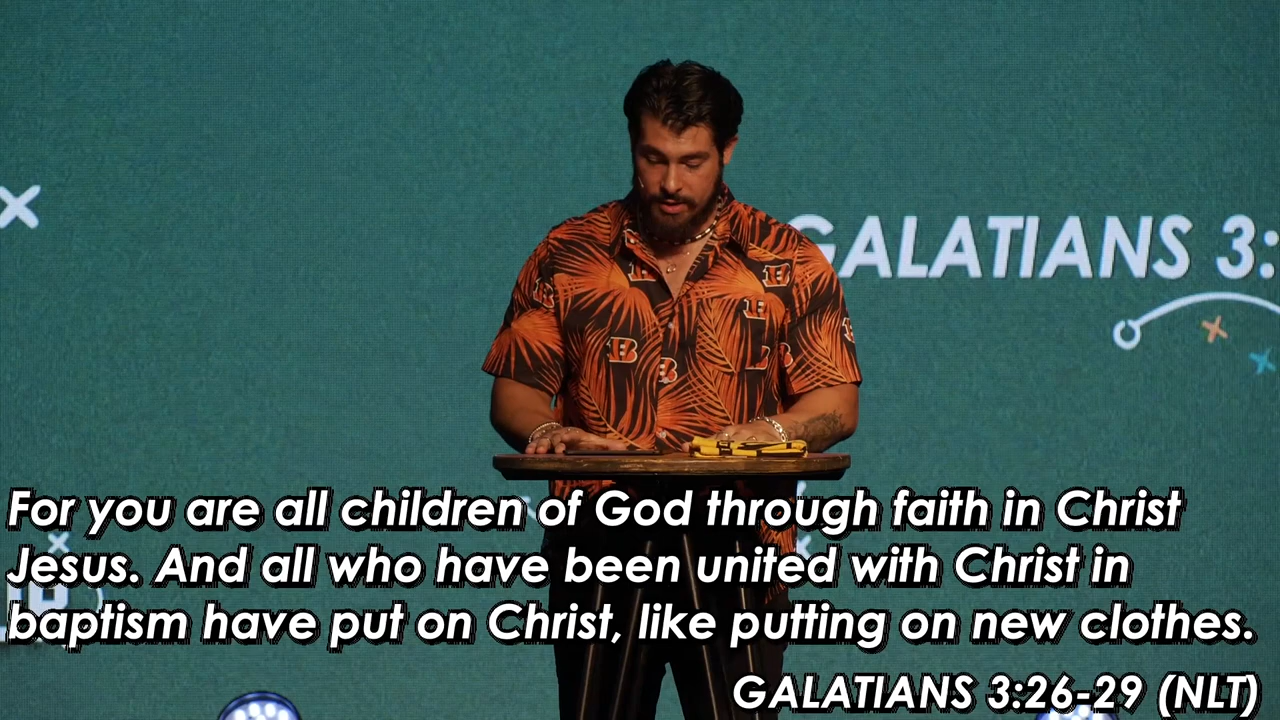 GALATIANS 3:
B
B
B
B
B
B
For you are all children of God through faith in Christ
Jesus. And all who have been united with Christ in
baptism have put on Christ, like putting on new clothes.
GALATIANS 3:26-29 (NLT)